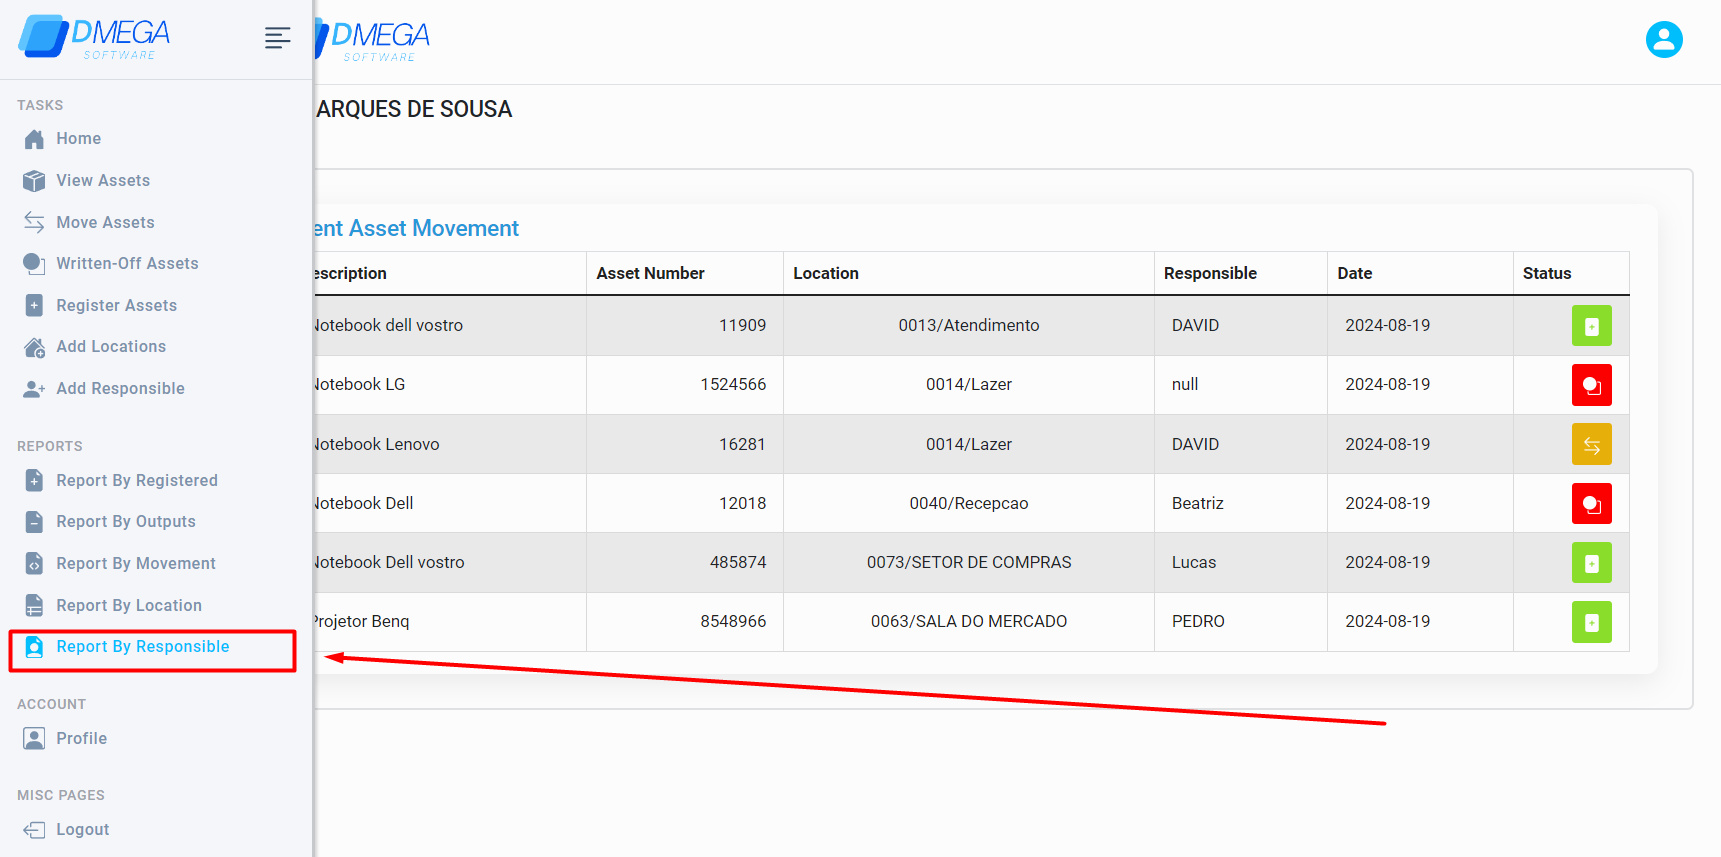 DMEGA
SOFTWARE
TASKS
Home
View Assets
Move Assets
Written-Off Assets
Register Assets
Add Locations
Add Responsible
REPORTS
Report By Registered
Report By Outputs
Report By Movement
Report By Location
Report By Responsible
ACCOUNT
Profile
MISC PAGES
Logout
DMEGA
SOFTWARE
ARQUES DE SOUSA
ent Asset Movement
escription Asset Number Location Responsible Date Status
Notebook dell vostro 11909 0013/Atendimento DAVID 2024-08-19
Notebook LG 1524566 0014/Lazer null 2024-08-19
Notebook Lenovo 16281 0014/Lazer DAVID 2024-08-19
Notebook Dell 12018 0040/Recepcao Beatriz 2024-08-19
Notebook Dell vostro 485874 0073/SETOR DE COMPRAS Lucas 2024-08-19
Projetor Benq 8548966 0063/SALA DO MERCADO PEDRO 2024-08-19